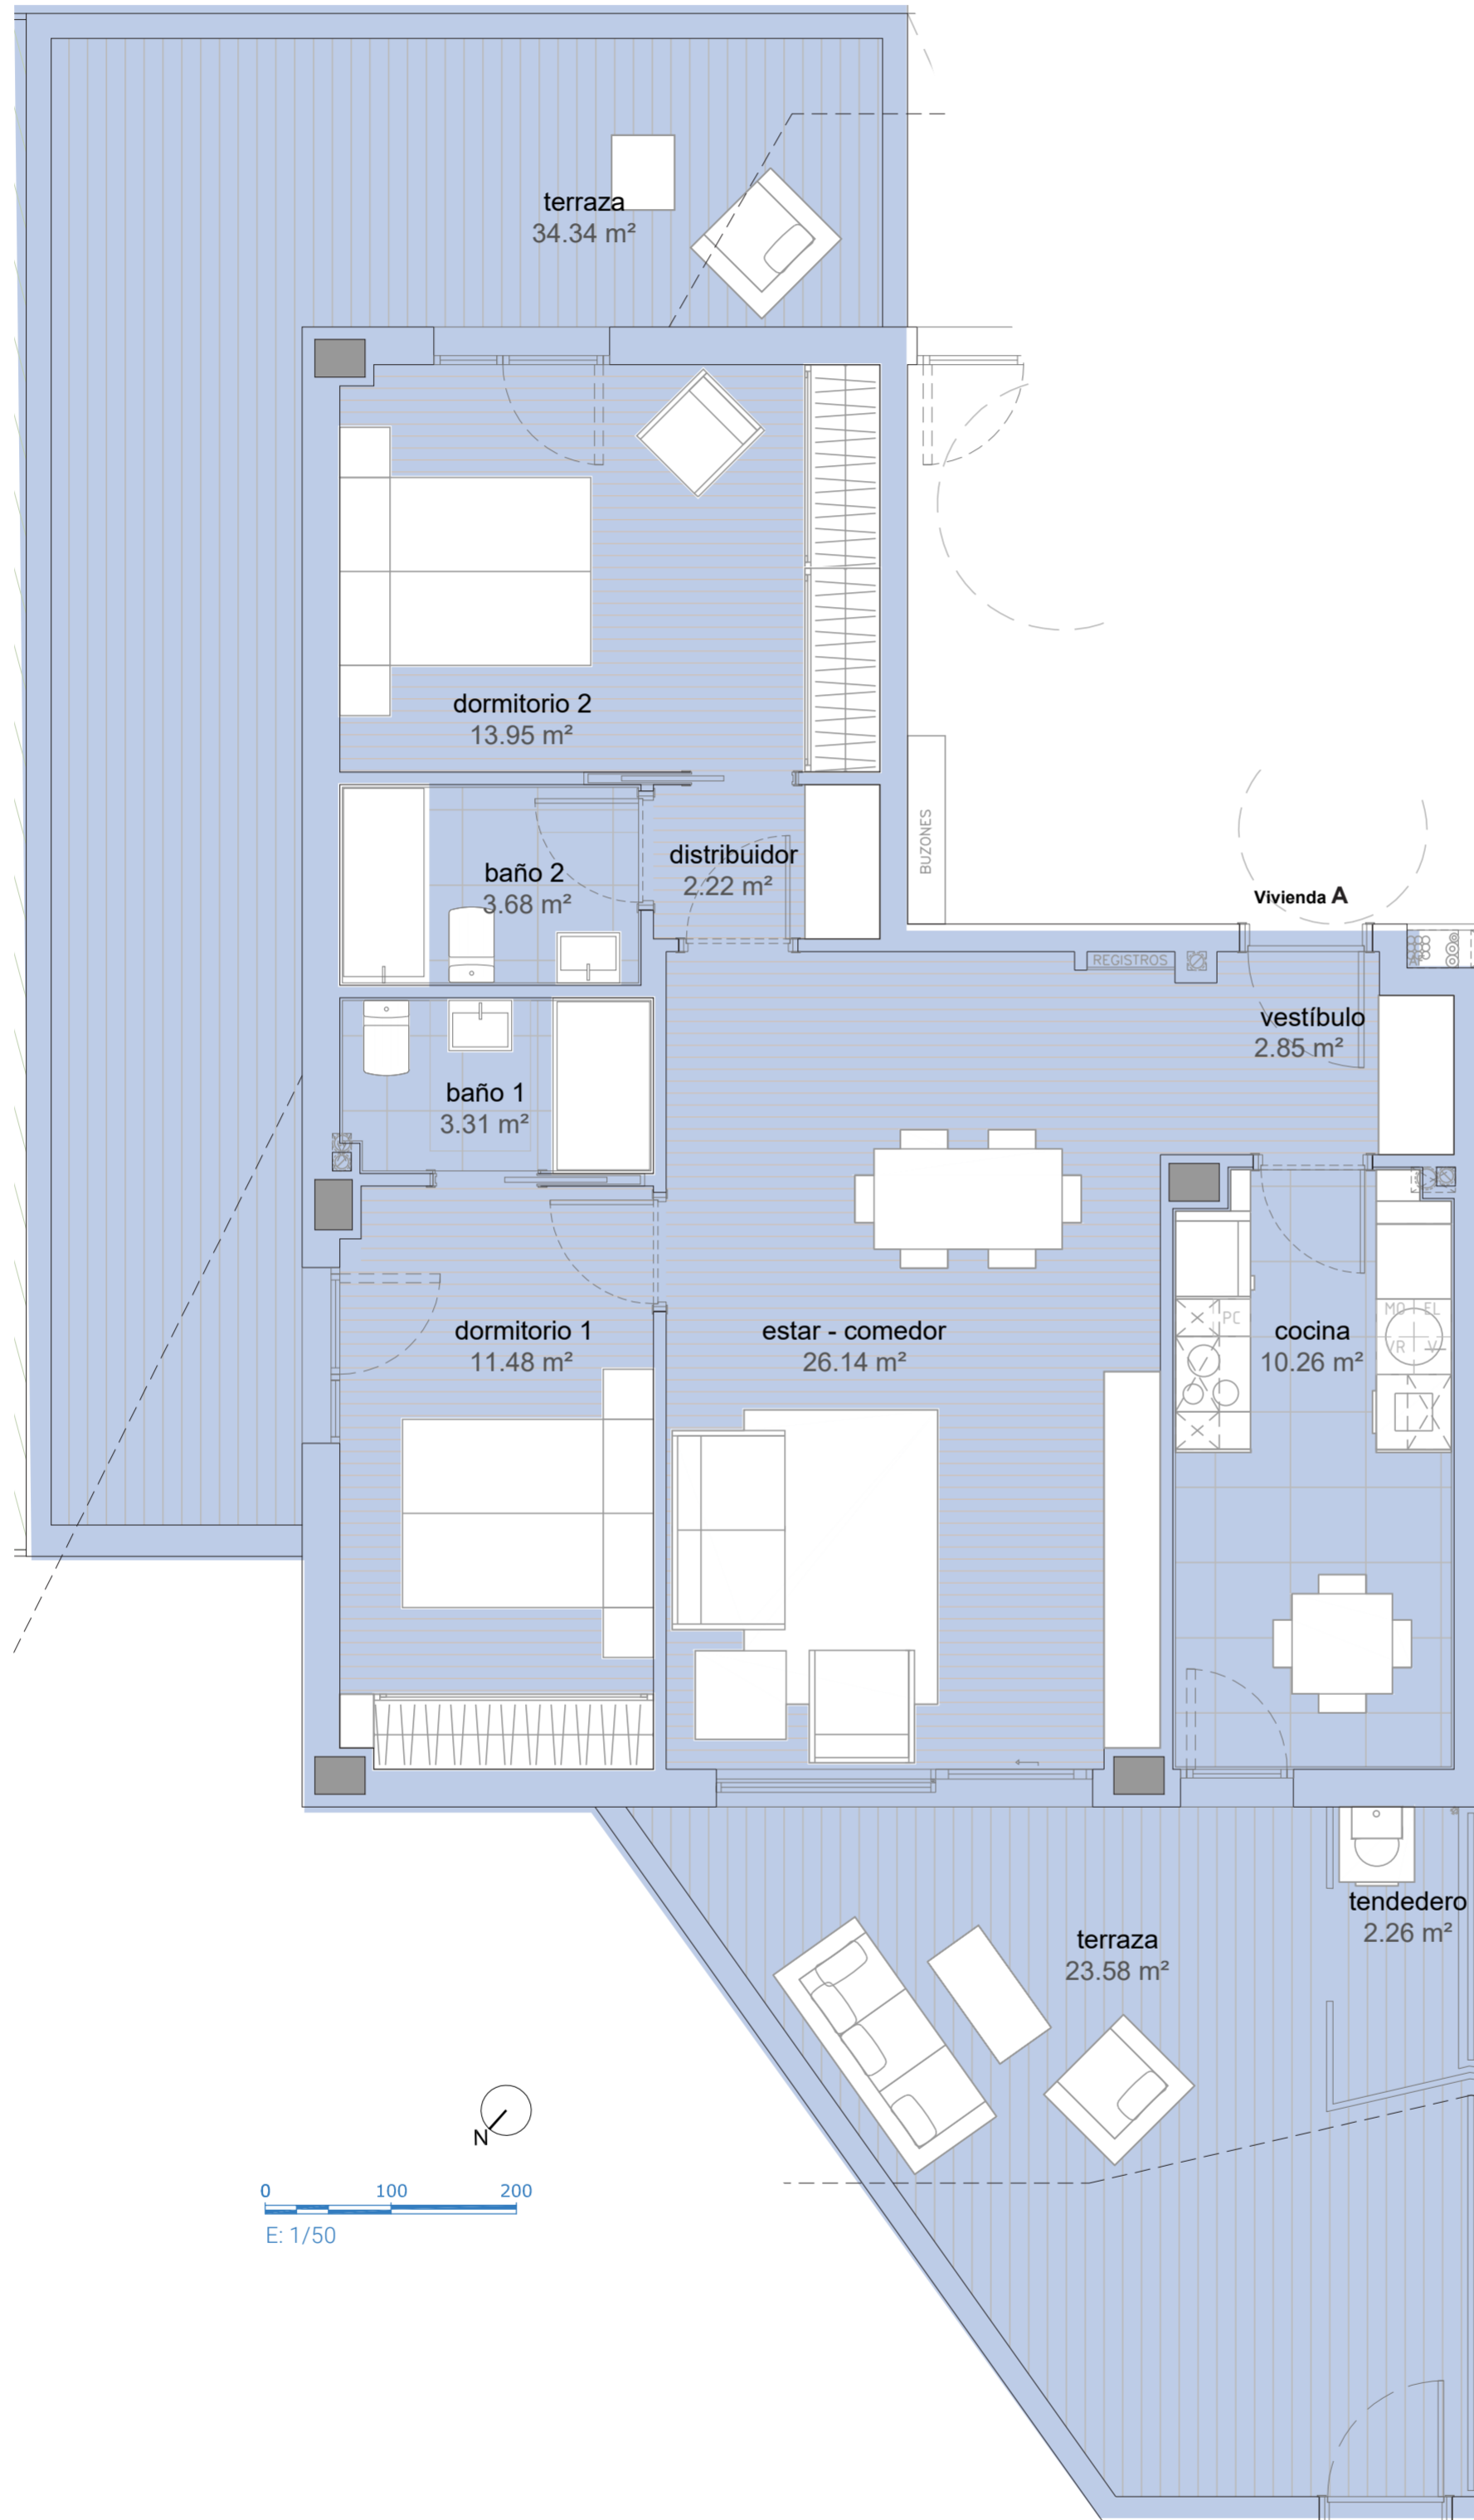 terraza
34.34 m²
dormitorio 2
13.95 m²
BUZONES
baño 2
3.68 m²
distribuidor
2.22 m²
Vivienda A
REGISTROS
vestíbulo
2.85 m²
baño 1
3.31 m²
dormitorio 1
11.48 m²
estar - comedor
26.14 m²
PC
cocina
10.26 m²
MO EL
VR V
tendedero
2.26 m²
terraza
23.58 m²
N
0 100 200
E: 1/50